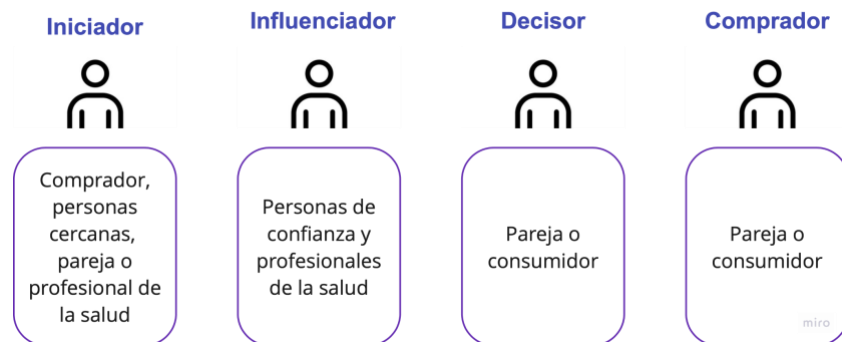 Iniciador
Influenciador
Decisor
Comprador
Comprador,
personas
cercanas,
pareja o
profesional de
la salud
Personas de
confianza y
profesionales
de la salud
Pareja o
consumidor
Pareja o
consumidor
miro